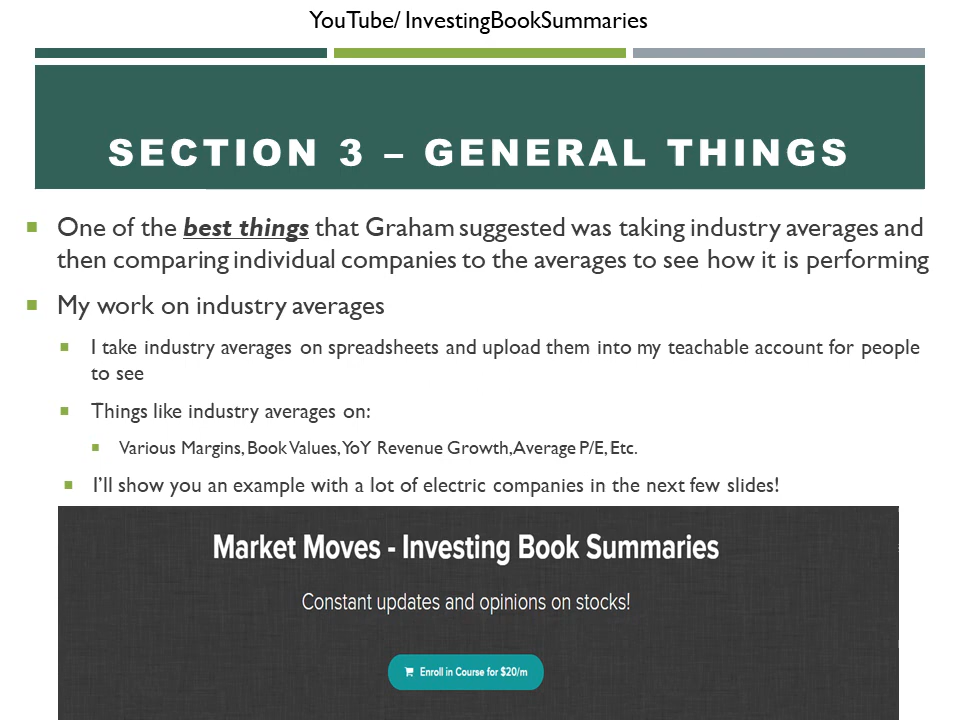 YouTube/ InvestingBookSummaries
SECTION 3 – GENERAL THINGS
One of the best things that Graham suggested was taking industry averages and
then comparing individual companies to the averages to see how it is performing
My work on industry averages
I take industry averages on spreadsheets and upload them into my teachable account for people
to see
Things like industry averages on:
Various Margins, Book Values, YoY Revenue Growth, Average P/E, Etc.
I'll show you an example with a lot of electric companies in the next few slides!
Market Moves - Investing Book Summaries
Constant updates and opinions on stocks!
Enroll in Course for $20/m